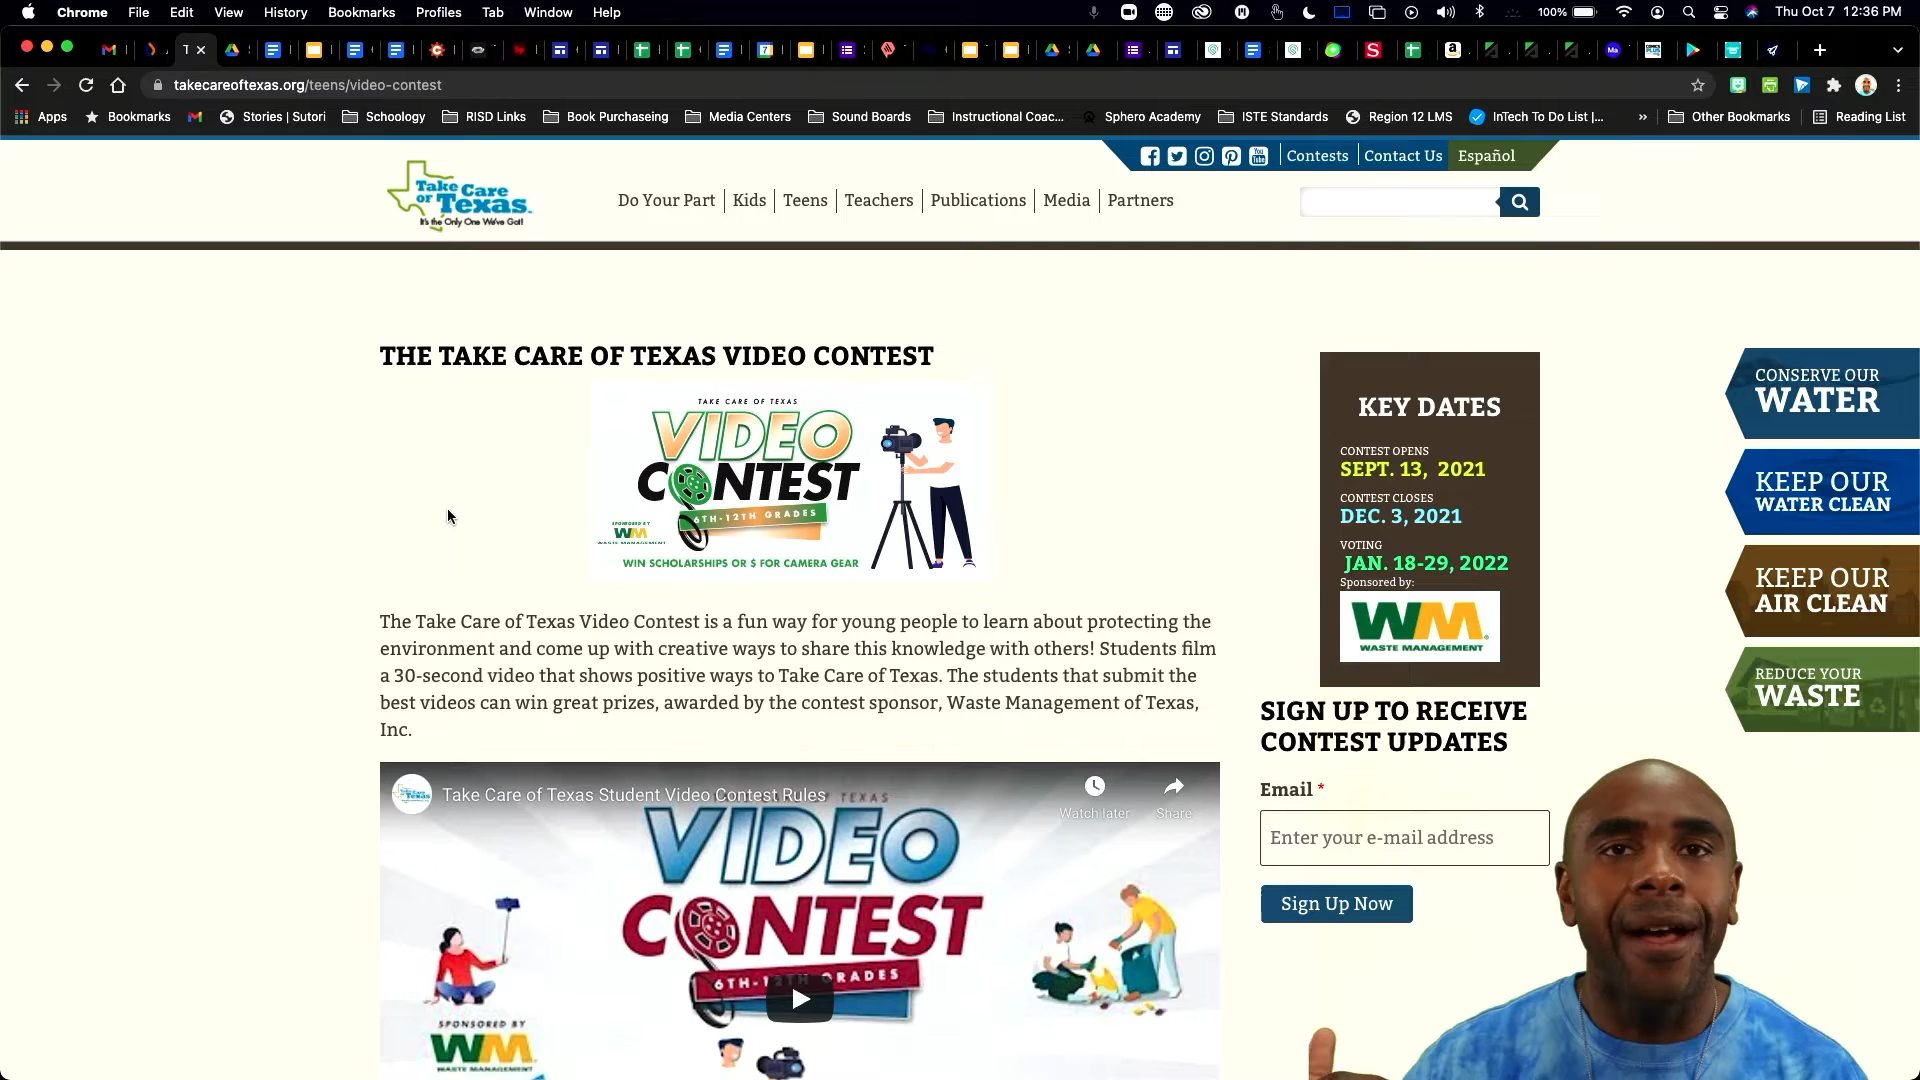 Chrome File Edit View History Bookmarks Profiles Tab Window Help
100% Thu Oct 7 12:36 PM
takecareoftexas.org/teens/video-contest
Apps Bookmarks Stories | Sutori Schoology RISD Links Book Purchaseing Media Centers Sound Boards Instructional Coac... Sphero Academy ISTE Standards Region 12 LMS InTech To Do List |... » Other Bookmarks Reading List
Contests Contact Us Español
Take Care
of Texas
It's the Only One We've Got!
Do Your Part Kids Teens Teachers Publications Media Partners
THE TAKE CARE OF TEXAS VIDEO CONTEST
TAKE CARE OF TEXAS
VIDEO
CONTEST
6TH-12TH GRADES
SPONSORED BY
WM
WASTE MANAGEMENT
WIN SCHOLARSHIPS OR $ FOR CAMERA GEAR
The Take Care of Texas Video Contest is a fun way for young people to learn about protecting the
environment and come up with creative ways to share this knowledge with others! Students film
a 30-second video that shows positive ways to Take Care of Texas. The students that submit the
best videos can win great prizes, awarded by the contest sponsor, Waste Management of Texas,
Inc.
Take Care of Texas Student Video Contest Rules
Watch later Share
VIDEO
CONTEST
6TH-12TH GRADES
SPONSORED BY
WM
WASTE MANAGEMENT
KEY DATES
CONTEST OPENS
SEPT. 13, 2021
CONTEST CLOSES
DEC. 3, 2021
VOTING
JAN. 18-29, 2022
Sponsored by:
WM
WASTE MANAGEMENT
SIGN UP TO RECEIVE
CONTEST UPDATES
Email *
Enter your e-mail address
Sign Up Now
CONSERVE OUR
WATER
KEEP OUR
WATER CLEAN
KEEP OUR
AIR CLEAN
REDUCE YOUR
WASTE